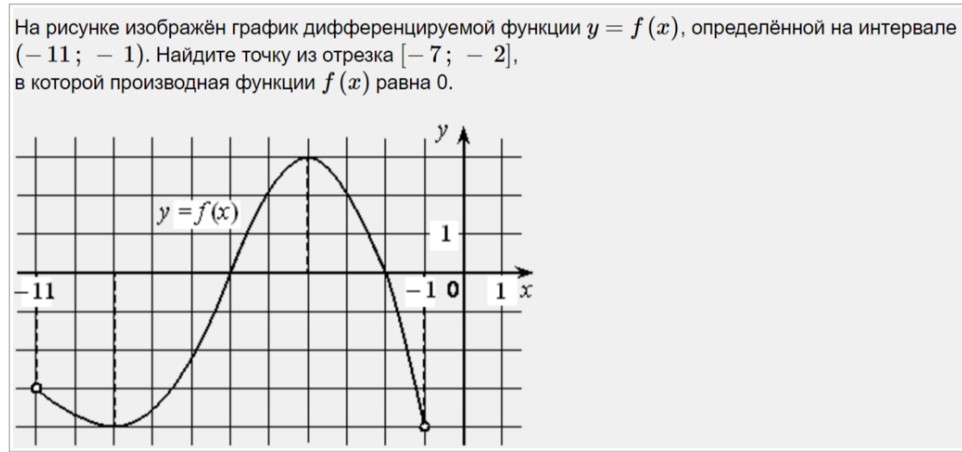 На рисунке изображён график дифференцируемой функции y = f (x), определённой на интервале
(− 11 ; − 1). Найдите точку из отрезка [− 7 ; − 2],
в которой производная функции f (x) равна 0.
y
y = f(x)
1
−11
−1 0 1 x